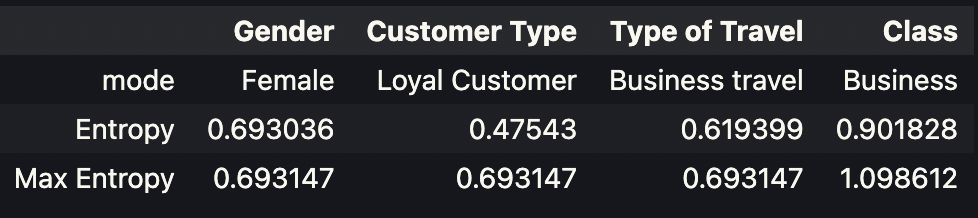 Gender Customer Type Type of Travel Class
mode Female Loyal Customer Business travel Business
Entropy 0.693036 0.47543 0.619399 0.901828
Max Entropy 0.693147 0.693147 0.693147 1.098612